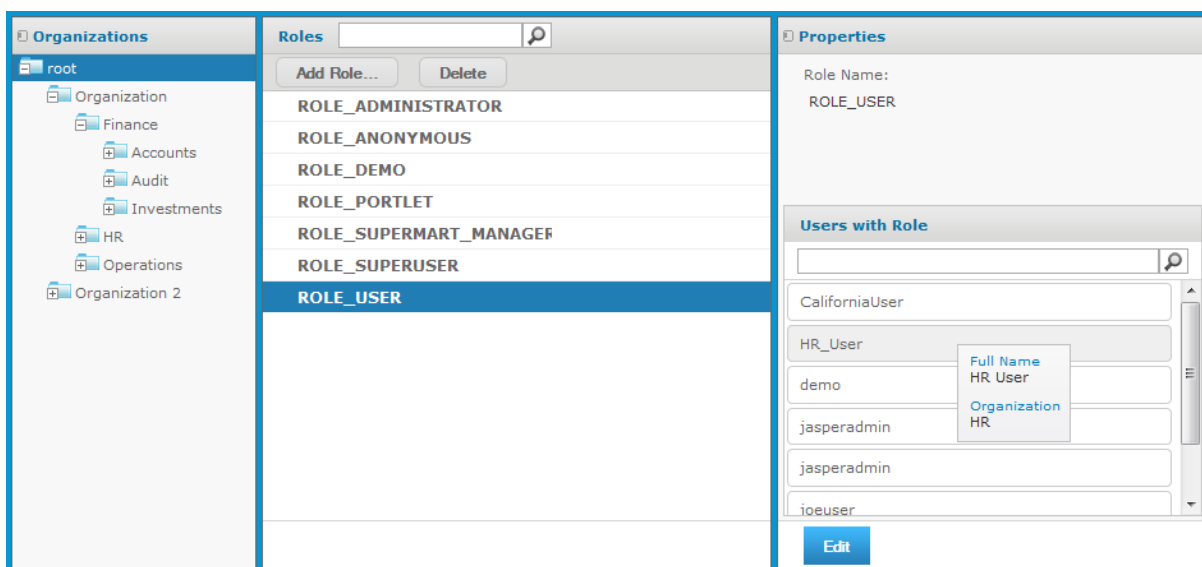 Organizations
root
Organization
Finance
Accounts
Audit
Investments
HR
Operations
Organization 2
Roles
Add Role...
Delete
ROLE_ADMINISTRATOR
ROLE_ANONYMOUS
ROLE_DEMO
ROLE_PORTLET
ROLE_SUPERMART_MANAGER
ROLE_SUPERUSER
ROLE_USER
Properties
Role Name:
ROLE_USER
Users with Role
CaliforniaUser
HR_User
Full Name
HR User
Organization
HR
demo
jasperadmin
jasperadmin
joeuser
Edit